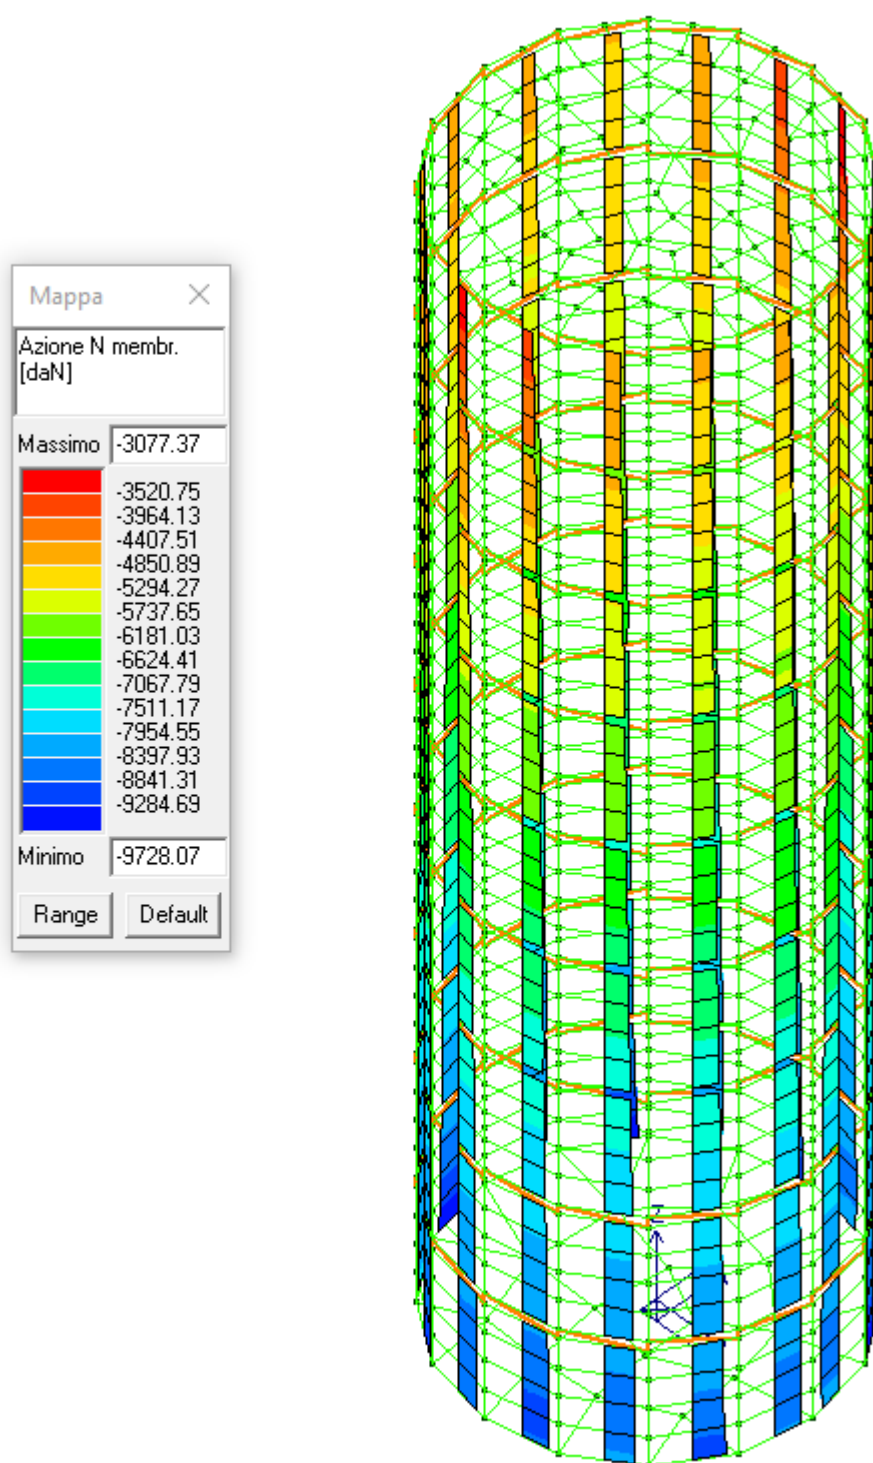 Mappa
Azione N membr.
[daN]
Massimo -3077.37
-3520.75
-3964.13
-4407.51
-4850.89
-5294.27
-5737.65
-6181.03
-6624.41
-7067.79
-7511.17
-7954.55
-8397.93
-8841.31
-9284.69
Minimo -9728.07
Range Default